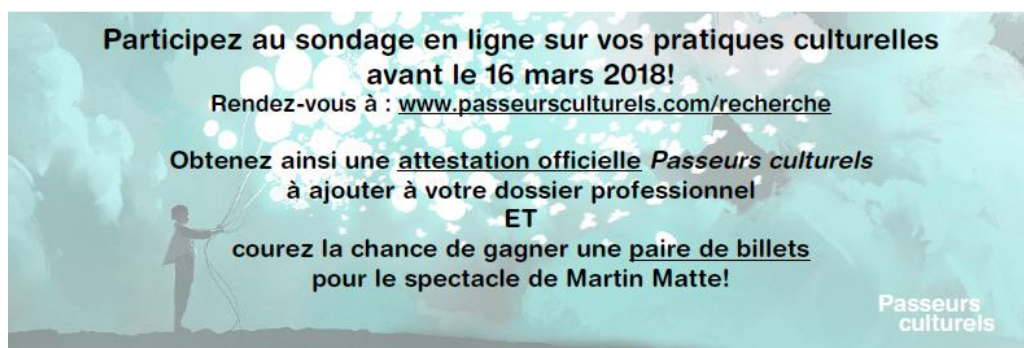 Participez au sondage en ligne sur vos pratiques culturelles
avant le 16 mars 2018!
Rendez-vous à : www.passeursculturels.com/recherche
Obtenez ainsi une attestation officielle Passeurs culturels
à ajouter à votre dossier professionnel
ET
courez la chance de gagner une paire de billets
pour le spectacle de Martin Matte!
Passeurs
culturels